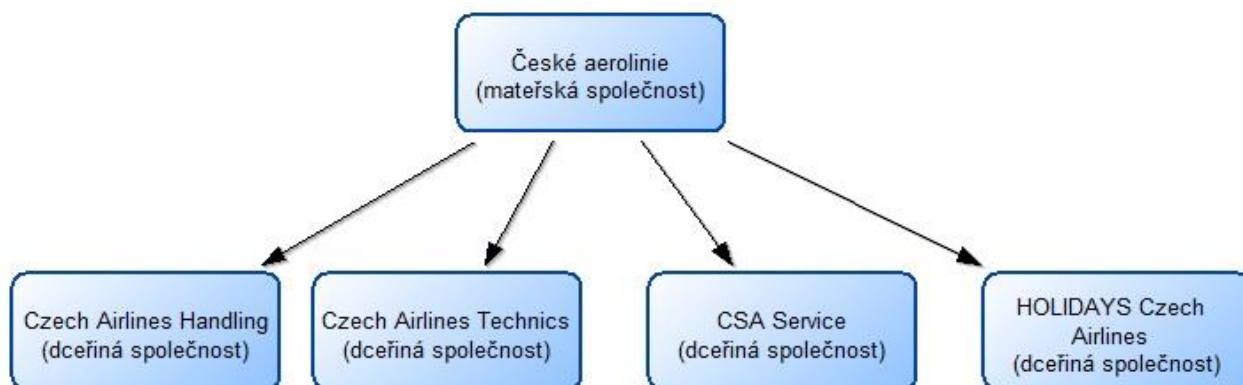 České aerolinie
(mateřská společnost)
Czech Airlines Handling
(dceřiná společnost)
Czech Airlines Technics
(dceřiná společnost)
CSA Service
(dceřiná společnost)
HOLIDAYS Czech
Airlines
(dceřiná společnost)